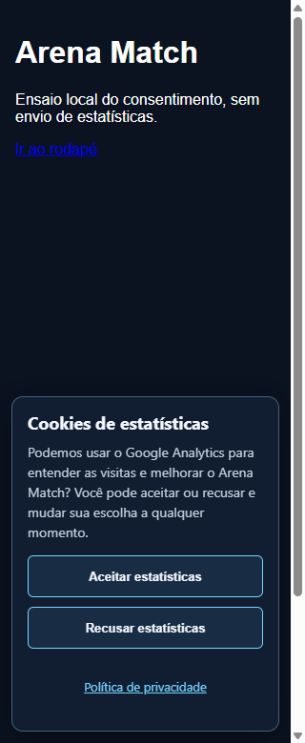 Arena Match
Ensaio local do consentimento, sem
envio de estatísticas.
Ir ao rodapé
Cookies de estatísticas
Podemos usar o Google Analytics para
entender as visitas e melhorar o Arena
Match? Você pode aceitar ou recusar e
mudar sua escolha a qualquer
momento.
Aceitar estatísticas
Recusar estatísticas
Política de privacidade